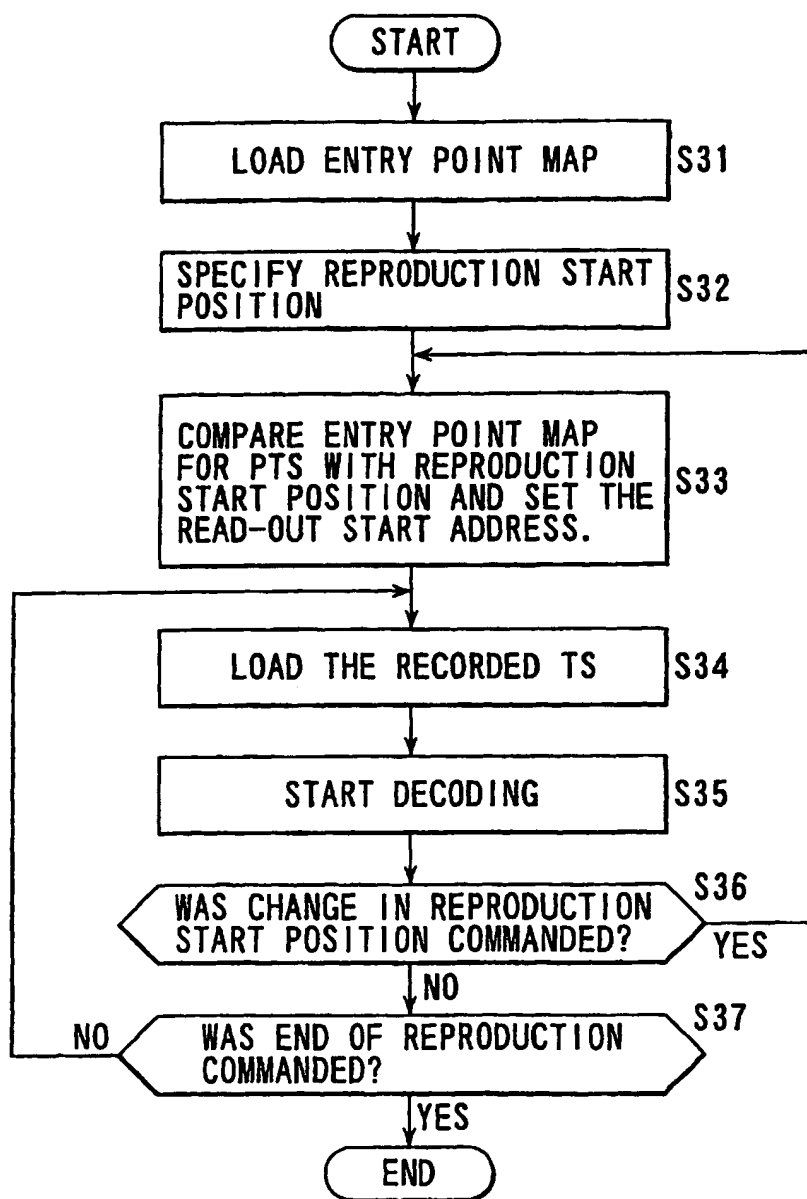 START
LOAD ENTRY POINT MAP
S31
SPECIFY REPRODUCTION START
POSITION
S32
COMPARE ENTRY POINT MAP
FOR PTS WITH REPRODUCTION
START POSITION AND SET THE
READ-OUT START ADDRESS.
S33
LOAD THE RECORDED TS
S34
START DECODING
S35
WAS CHANGE IN REPRODUCTION
START POSITION COMMANDED?
S36
YES
NO
WAS END OF REPRODUCTION
COMMANDED?
S37
NO
YES
END